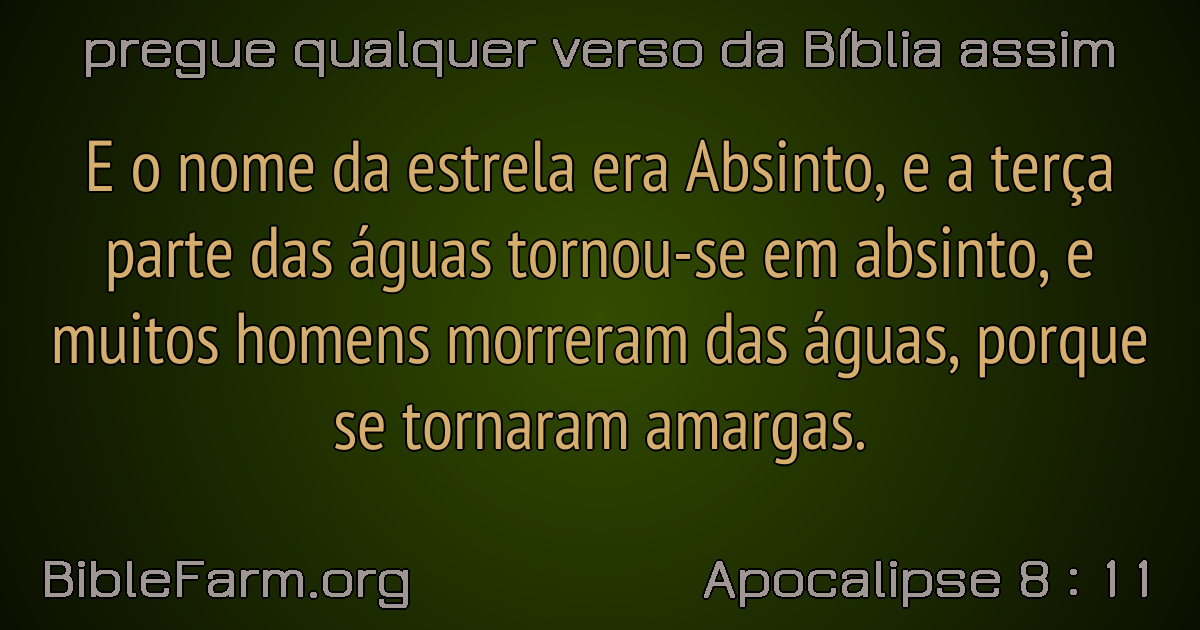 pregue qualquer verso da Bíblia assim
E o nome da estrela era Absinto, e a terça
parte das águas tornou-se em absinto, e
muitos homens morreram das águas, porque
se tornaram amargas.
BibleFarm.org
Apocalipse 8 : 11